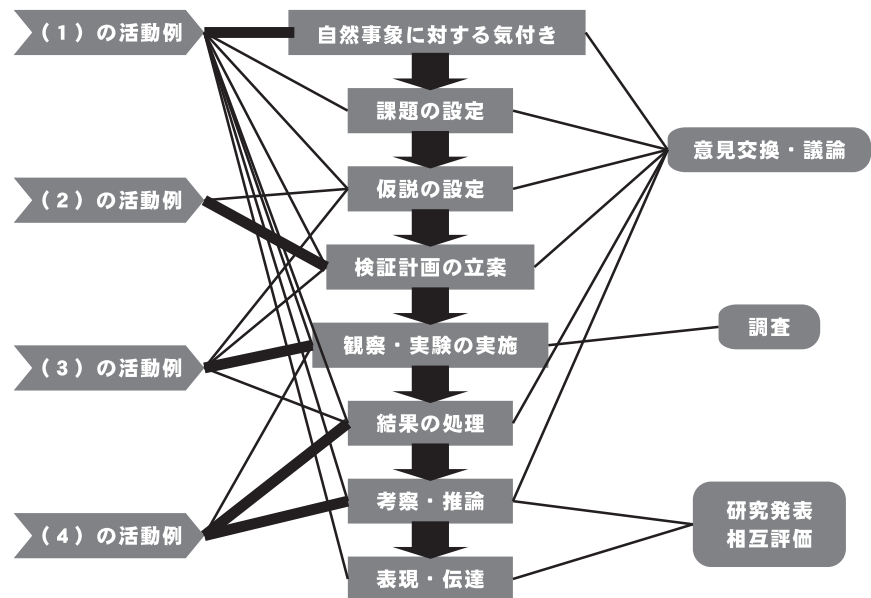 （1）の活動例
（2）の活動例
（3）の活動例
（4）の活動例
自然事象に対する気付き
課題の設定
仮説の設定
検証計画の立案
観察・実験の実施
結果の処理
考察・推論
表現・伝達
意見交換・議論
調査
研究発表
相互評価